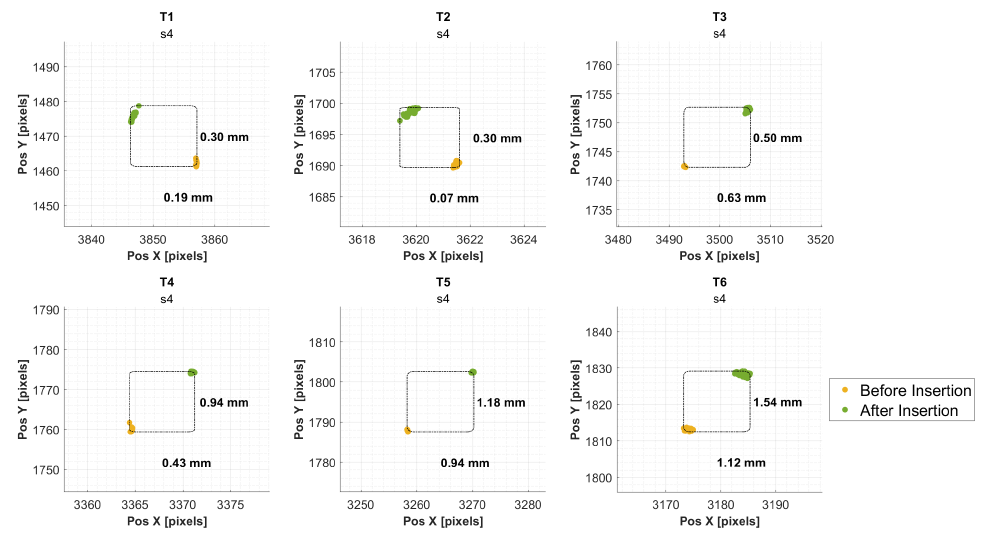 T1
s4
1490
1480
1470
1460
1450
Pos Y [pixels]
0.30 mm
0.19 mm
3840 3850 3860
Pos X [pixels]
T2
s4
1705
1700
1695
1690
1685
Pos Y [pixels]
0.30 mm
0.07 mm
3618 3620 3622 3624
Pos X [pixels]
T3
s4
1760
1750
1742
1735
Pos Y [pixels]
0.50 mm
0.63 mm
3480 3490 3500 3510 3520
Pos X [pixels]
T4
s4
1790
1780
1770
1760
1750
Pos Y [pixels]
0.94 mm
0.43 mm
3360 3365 3370 3375
Pos X [pixels]
T5
s4
1810
1800
1790
1780
Pos Y [pixels]
1.18 mm
0.94 mm
3250 3260 3270 3280
Pos X [pixels]
T6
s4
1840
1830
1820
1810
1800
Pos Y [pixels]
1.54 mm
1.12 mm
3170 3180 3190
Pos X [pixels]
Before Insertion
After Insertion